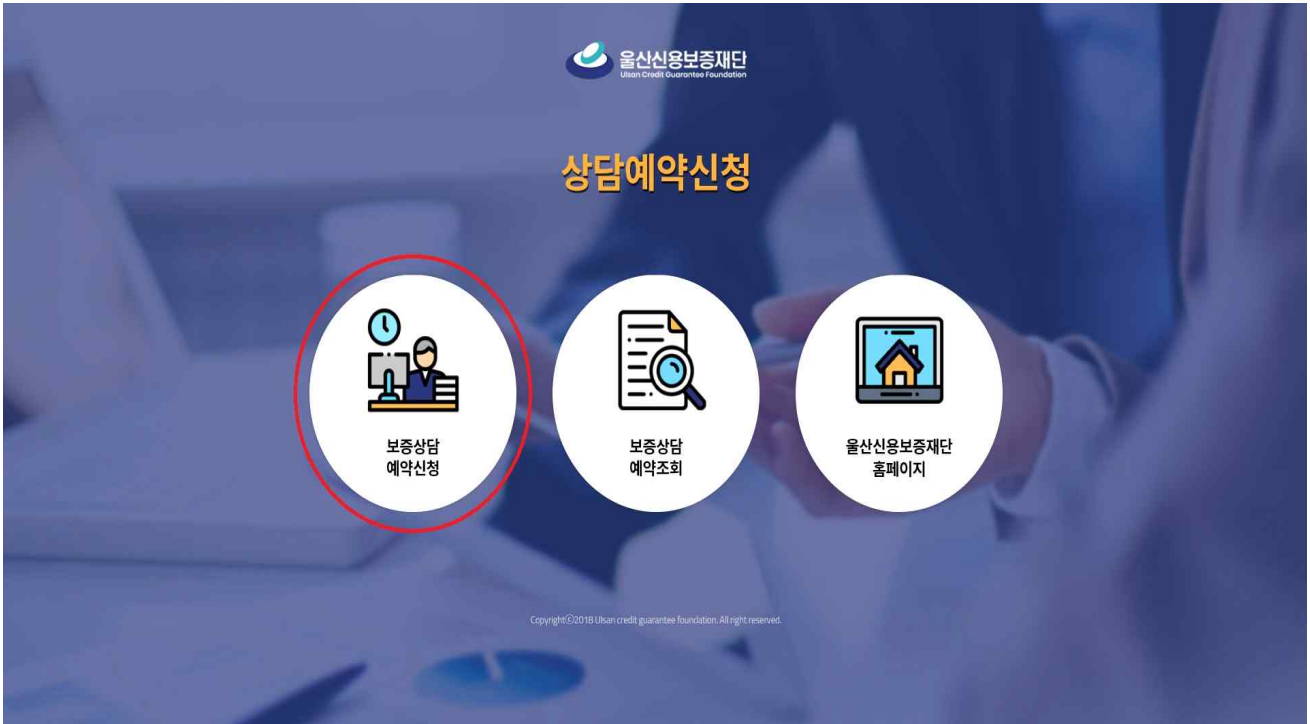 울산신용보증재단
Ulsan Credit Guarantee Foundation
상담예약신청
보증상담
예약신청
보증상담
예약조회
울산신용보증재단
홈페이지
Copyrightⓒ2018 Ulsan credit guarantee foundation. All right reserved.